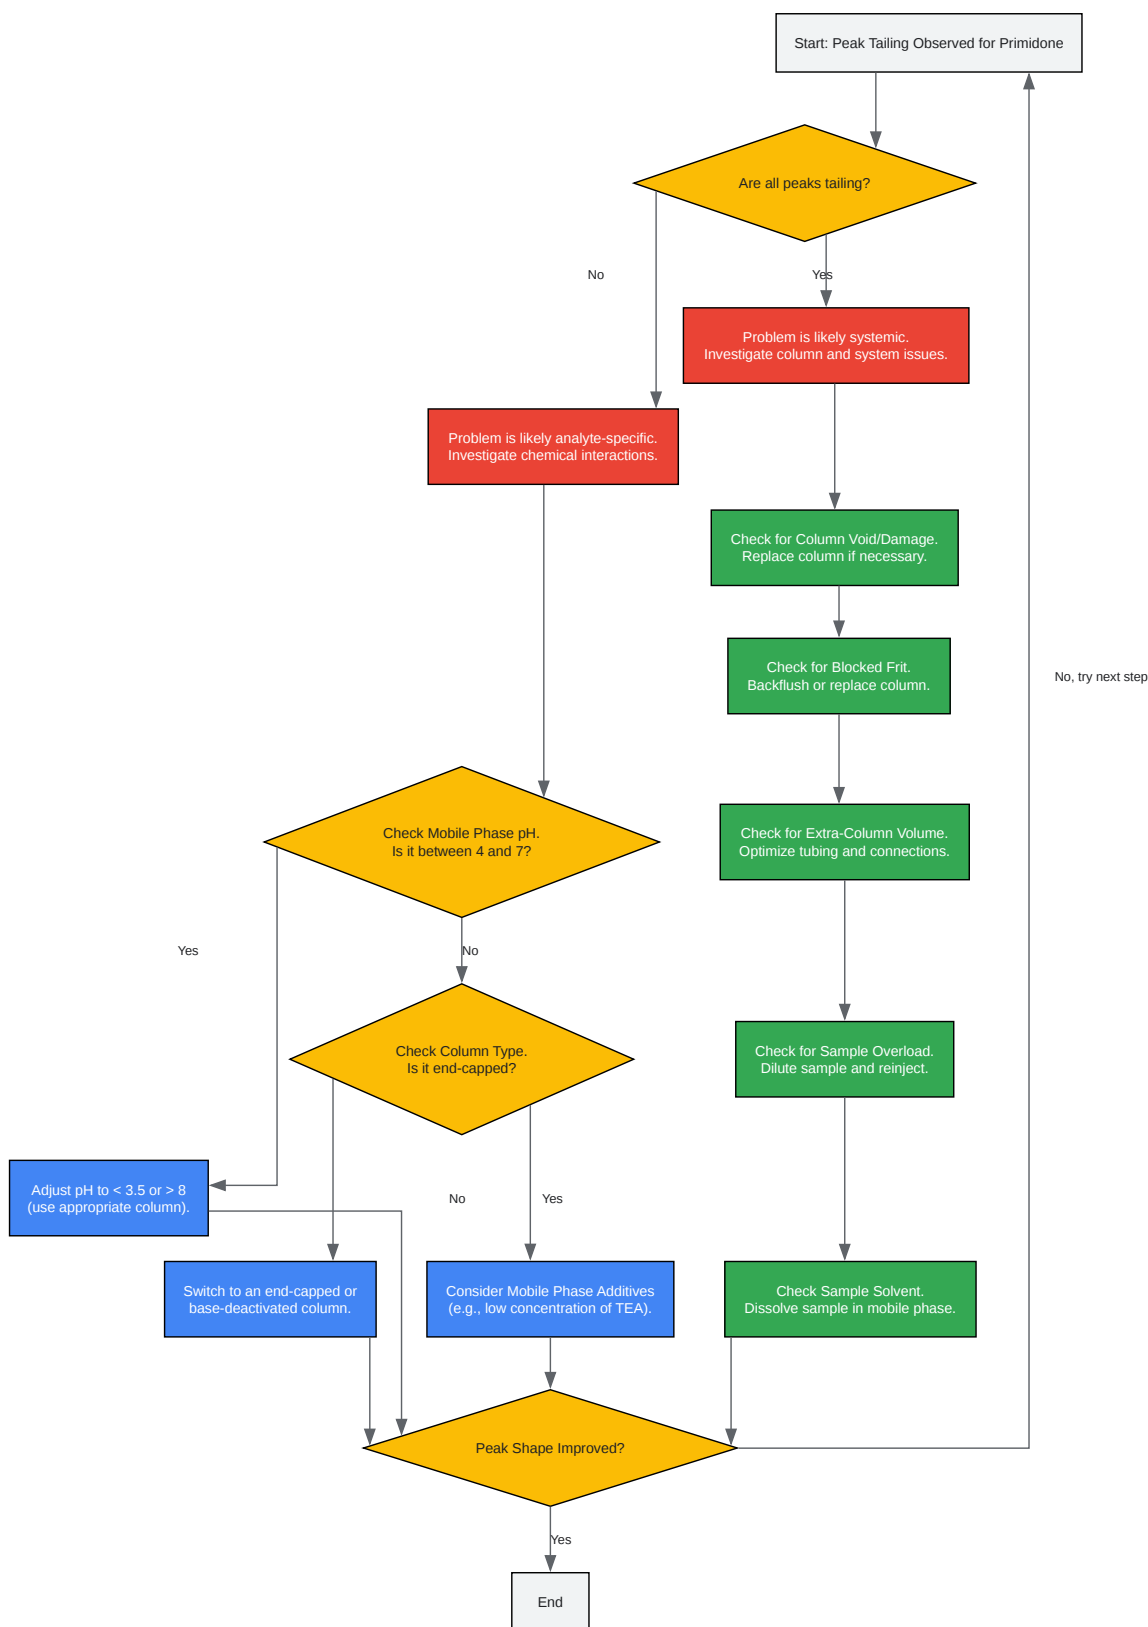 Start: Peak Tailing Observed for Primidone
Are all peaks tailing?
No
Yes
Problem is likely systemic.
Investigate column and system issues.
Problem is likely analyte-specific.
Investigate chemical interactions.
Check for Column Void/Damage.
Replace column if necessary.
Check for Blocked Frit.
Backflush or replace column.
No, try next step
Check for Extra-Column Volume.
Optimize tubing and connections.
Check Mobile Phase pH.
Is it between 4 and 7?
Yes
No
Check Column Type.
Is it end-capped?
Check for Sample Overload.
Dilute sample and reinject.
Adjust pH to < 3.5 or > 8
(use appropriate column).
No
Yes
Switch to an end-capped or
base-deactivated column.
Consider Mobile Phase Additives
(e.g., low concentration of TEA).
Check Sample Solvent.
Dissolve sample in mobile phase.
Peak Shape Improved?
Yes
End